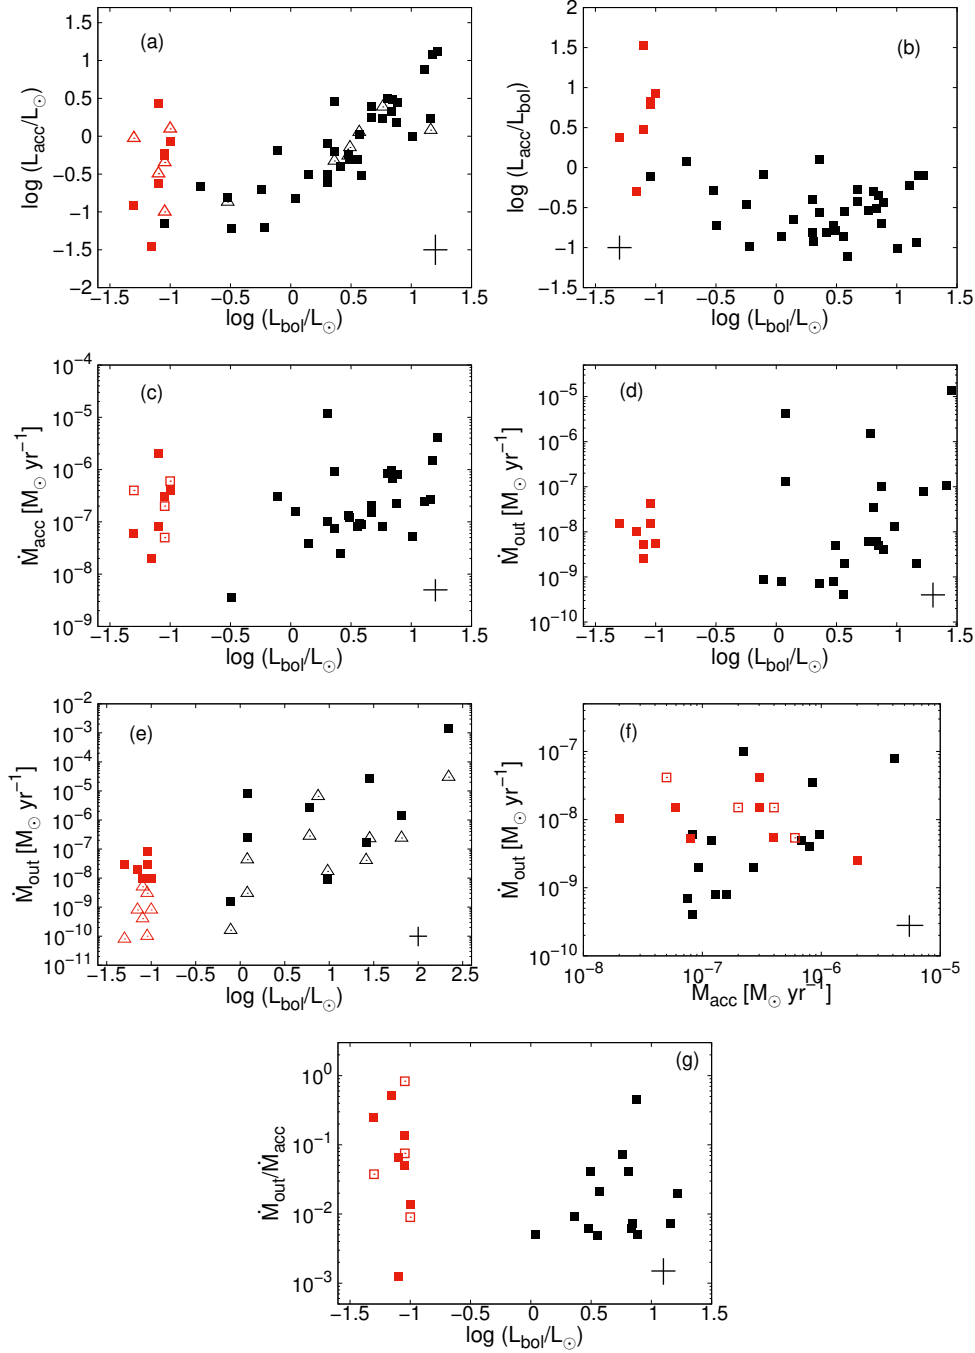 (a)
log (L_acc/L_☉)
1.5
1
0.5
0
−0.5
−1
−1.5
−2
−1.5 −1 −0.5 0 0.5 1 1.5
log (L_bol/L_☉)
(b)
log (L_acc/L_bol)
2
1.5
1
0.5
0
−0.5
−1
−1.5
−1.5 −1 −0.5 0 0.5 1 1.5
log (L_bol/L_☉)
(c)
Ṁ_acc [M_☉ yr^−1]
10^−4
10^−5
10^−6
10^−7
10^−8
10^−9
−1.5 −1 −0.5 0 0.5 1 1.5
log (L_bol/L_☉)
(d)
Ṁ_out [M_☉ yr^−1]
10^−5
10^−6
10^−7
10^−8
10^−9
10^−10
−1.5 −1 −0.5 0 0.5 1 1.5
log (L_bol/L_☉)
(e)
Ṁ_out [M_☉ yr^−1]
10^−2
10^−3
10^−4
10^−5
10^−6
10^−7
10^−8
10^−9
10^−10
10^−11
−1.5 −1 −0.5 0 0.5 1 1.5 2 2.5
log (L_bol/L_☉)
(f)
Ṁ_out [M_☉ yr^−1]
10^−7
10^−8
10^−9
10^−10
10^−8 10^−7 10^−6 10^−5
Ṁ_acc [M_☉ yr^−1]
(g)
Ṁ_out/Ṁ_acc
10^0
10^−1
10^−2
10^−3
−1.5 −1 −0.5 0 0.5 1 1.5
log (L_bol/L_☉)